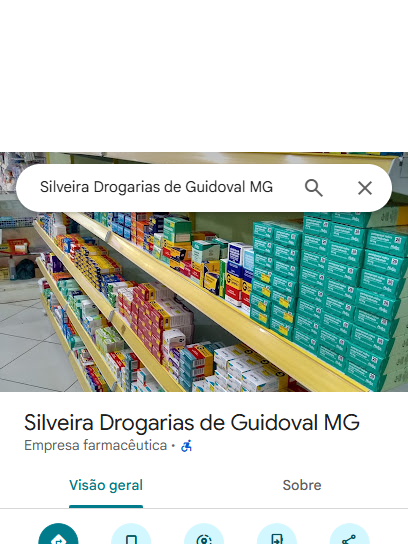 Silveira Drogarias de Guidoval MG
Silveira Drogarias de Guidoval MG
Empresa farmacêutica ·
Visão geral
Sobre